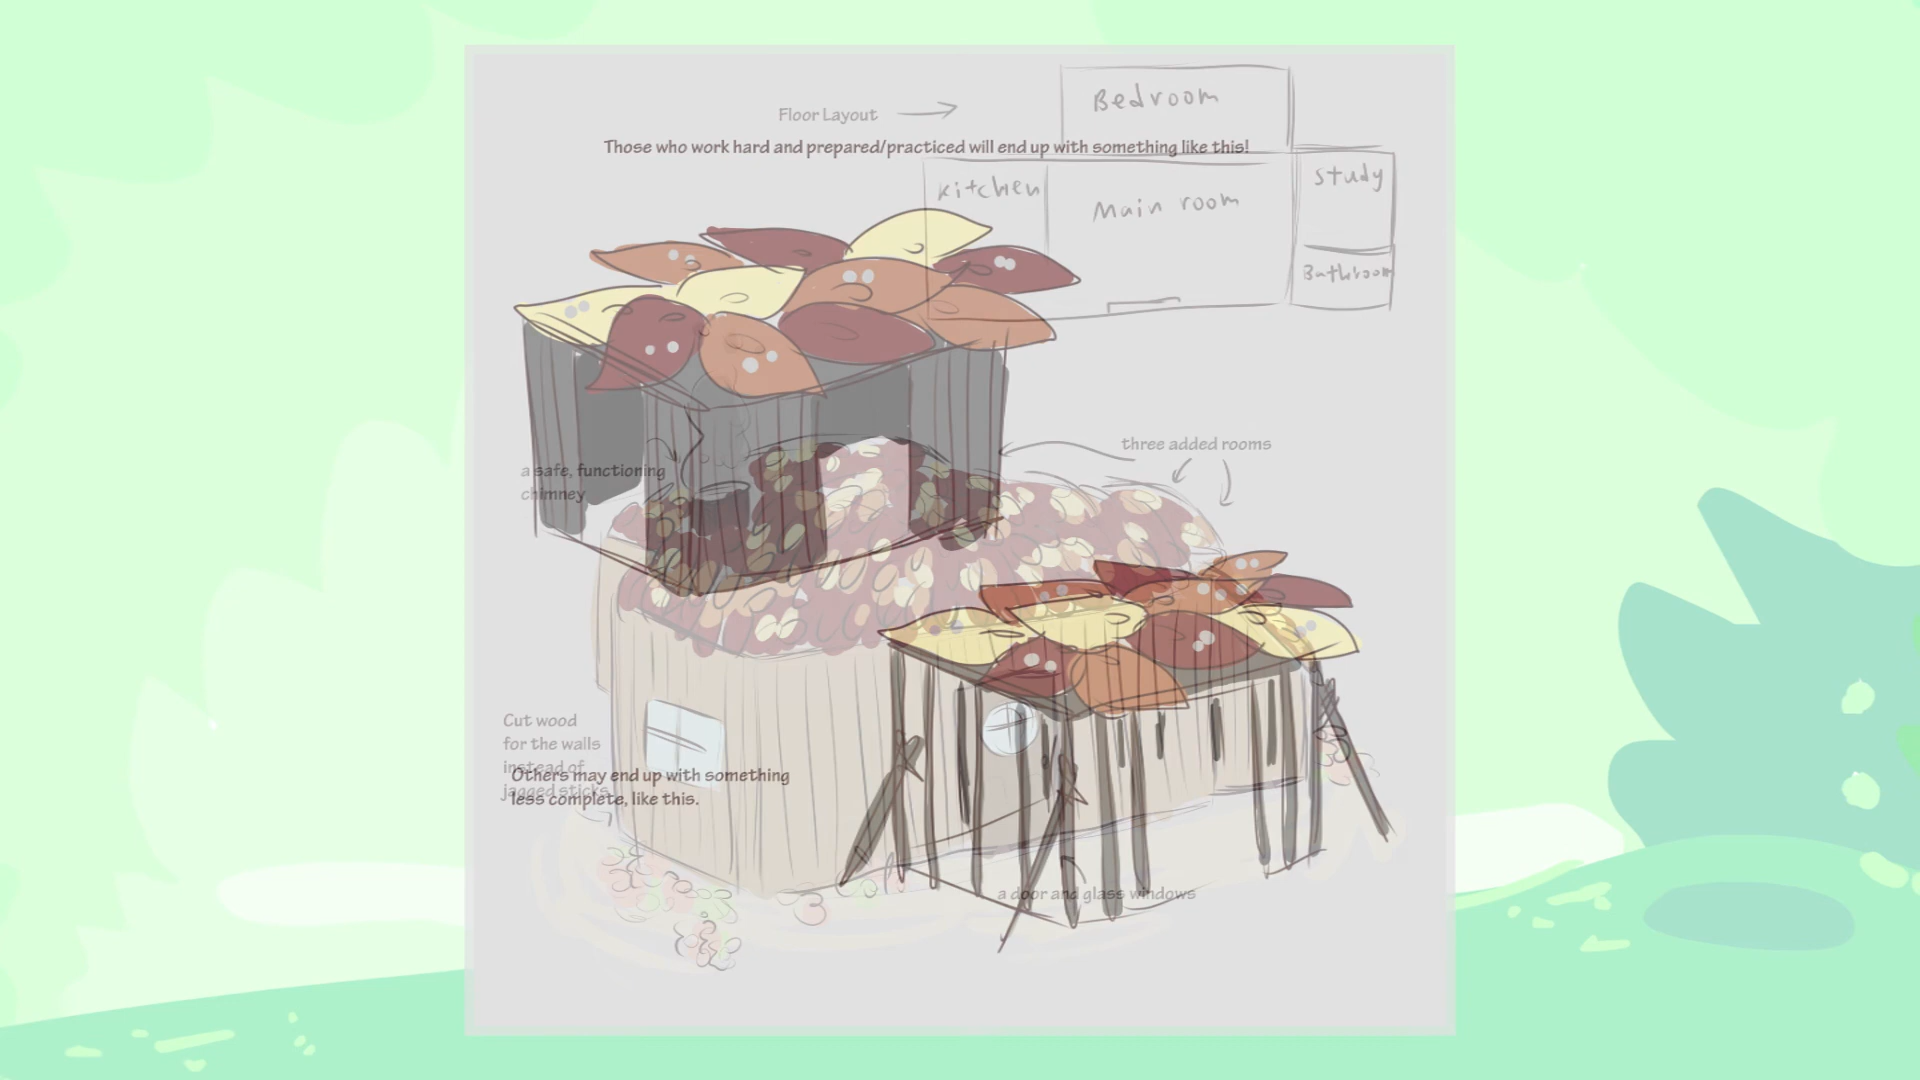 Bedroom
Floor Layout
Those who work hard and prepared/practiced will end up with something like this!
Kitchen
Main room
Study
Bathroom
three added rooms
a safe, functioning
chimney
Cut wood
for the walls
instead of
jagged sticks
Others may end up with something
less complete, like this.
a door and glass windows